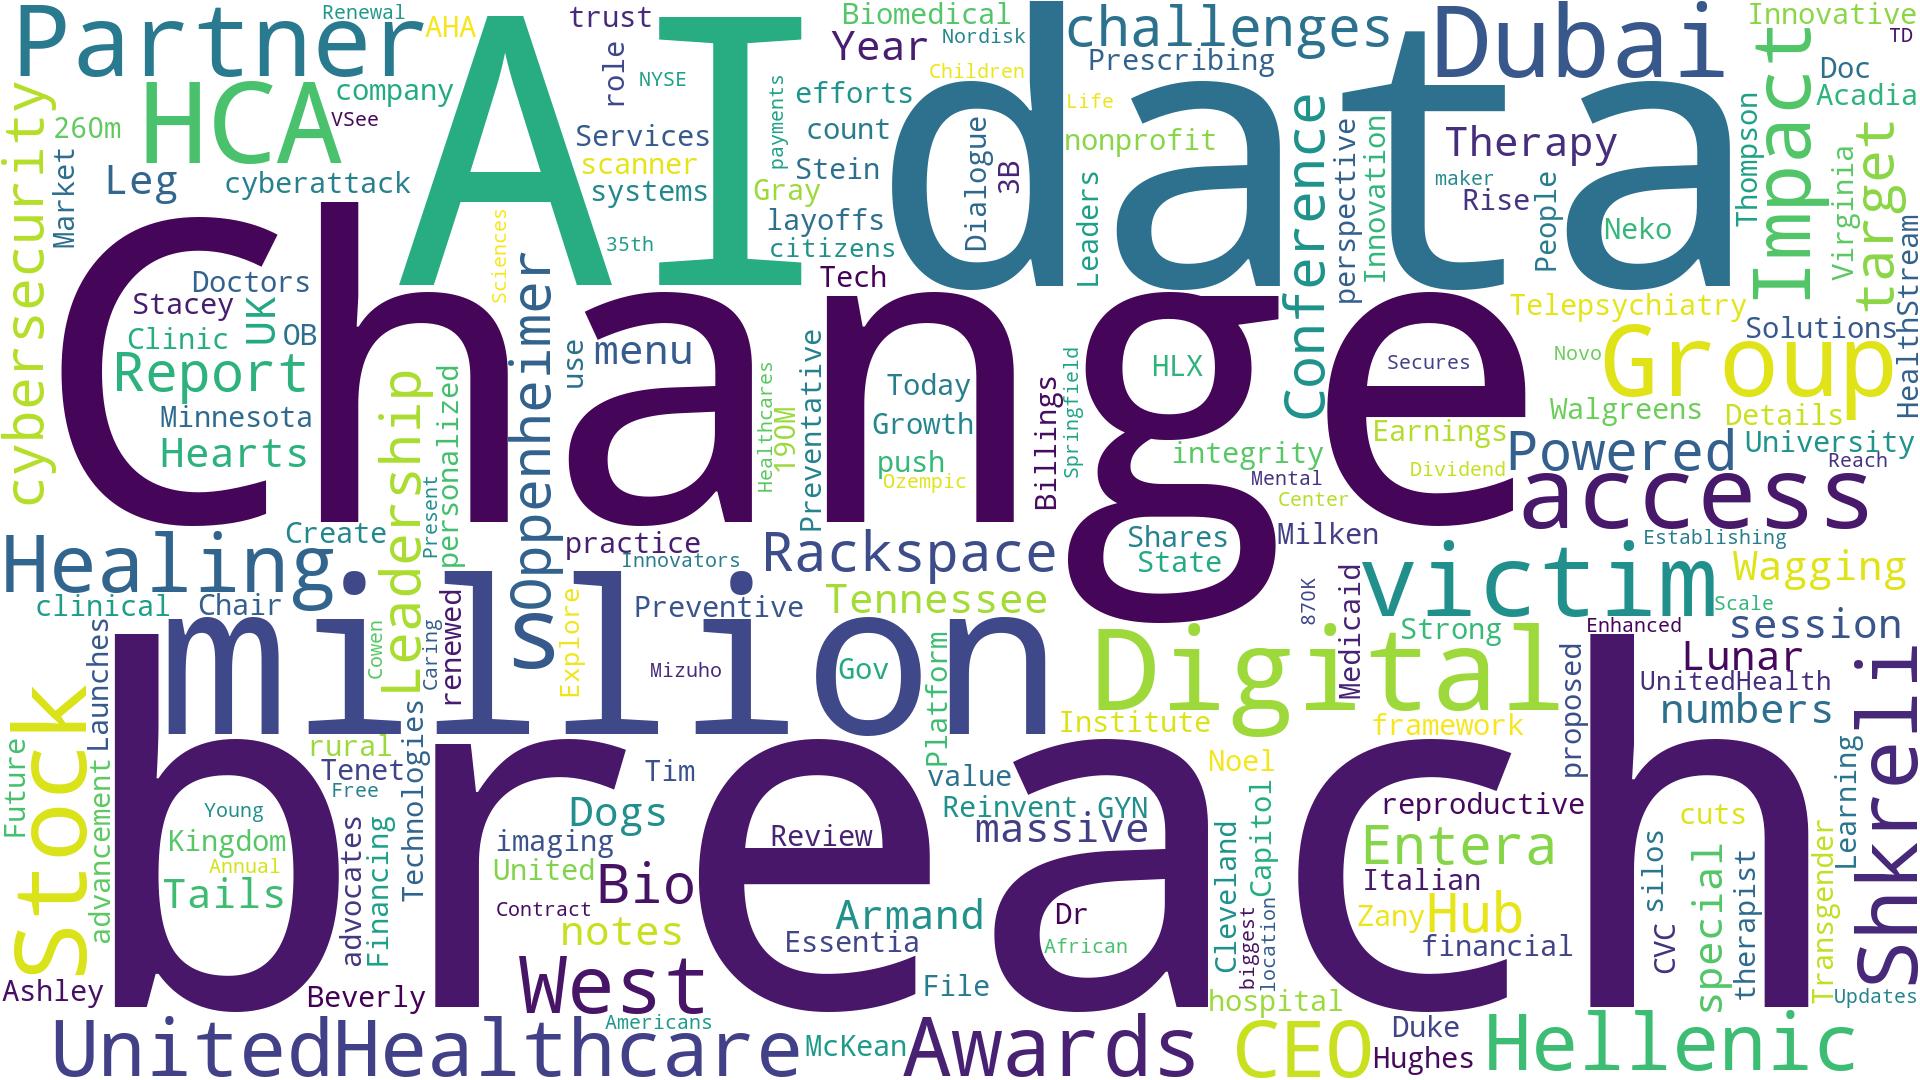 Partner
AHA
Renewal
trust
AI
data
Biomedical
Nordisk
challenges
Dubai
Innovative
TD
HCA
company
VSee
260m
cybersecurity
Market
Leg
cyberattack
role
NYSE
Services
scanner
systems
payments
Year
Children
efforts
count
Stein
Gray
layoffs
citizens
Tech
Dialogue
3B
Prescribing
Life
nonprofit
Leaders
Conference
perspective
Innovation
Therapy
maker
Rise
People
Neko
Thompson
Impact
Doc
Acadia
Virginia
target
HealthStream
35th
Sciences
Change
Doctors
Stacey
Clinic
UK
OB
Report
Minnesota
Hearts
Leadership
personalized
Present
sOppenheimer
use
menu
Healthcares
190M
Preventative
Today
Growth
push
Ozempic
Billings
Springfield
HLX
integrity
Mental
Center
Secures
Earnings
Dividend
Telepsychiatry
Novo
Group
Solutions
Walgreens
Details
Powered
University
Reach
access
Healing
Create
practice
Innovators
Rackspace
Shares
State
Milken
victim
Establishing
Wagging
clinical
Chair
million
Cowen
Caring
renewed
Explore
Preventive
Mizuho
Tennessee
Gov
Platform
Digital
870K
Medicaid
Strong
Scale
Enhanced
session
Lunar
UnitedHealth
numbers
proposed
Shkreli
Stock
Future
Launches
advancement
breach
rural
Tenet
Free
Technologies
Tim
Institute
framework
Noel
value
Reinvent
GYN
massive
Young
Kingdom
Annual
Tails
advocates
Financing
imaging
United
Contract
Dogs
Bio
notes
Review
Armand
Essentia
Dr
African
Cleveland
Capitol
biggest
location
reproductive
Entera
Italian
Zany
Hub
financial
silos
CVC
cuts
special
therapist
Transgender
Learning
Updates
Ashley
Beverly
West
File
hospital
UnitedHealthcare
Americans
McKean
Awards
CEO
Duke
Hughes
Hellenic